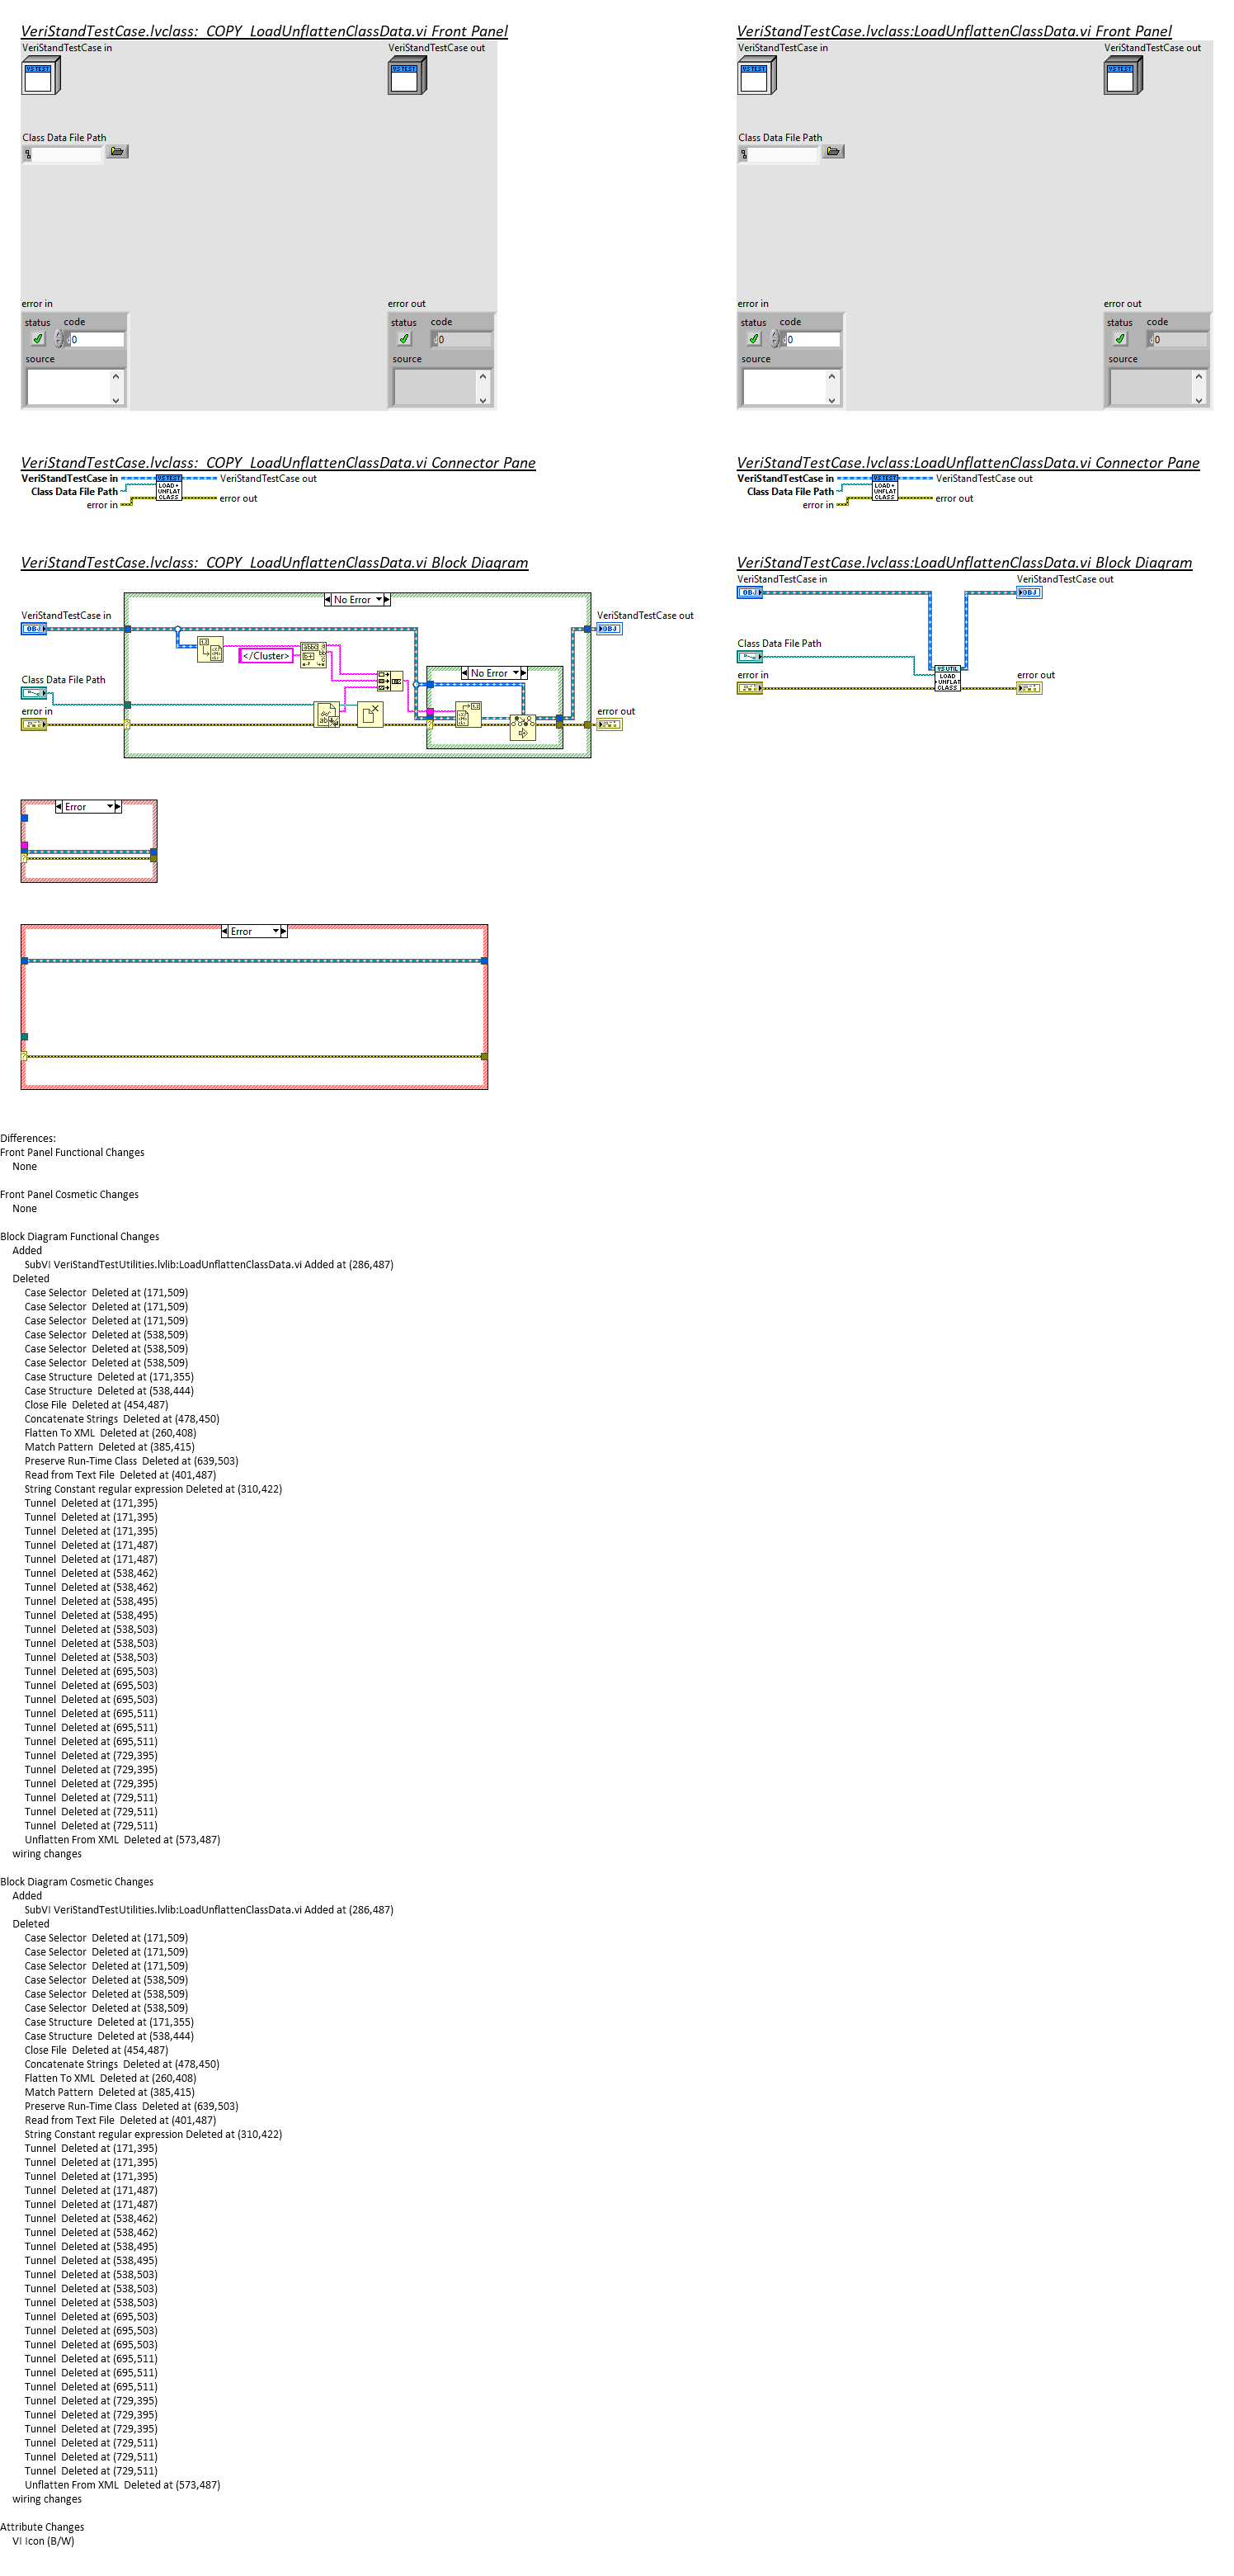 VeriStandTestCase.lvclass:_COPY_LoadUnflattenClassData.vi Front Panel
VeriStandTestCase in
VeriStandTestCase out
VS TEST
VS TEST
Class Data File Path
error in
error out
status
code
0
source
status
code
0
source
VeriStandTestCase.lvclass:LoadUnflattenClassData.vi Front Panel
VeriStandTestCase in
VeriStandTestCase out
VS TEST
VS TEST
Class Data File Path
error in
error out
status
code
0
source
status
code
0
source
VeriStandTestCase.lvclass:_COPY_LoadUnflattenClassData.vi Connector Pane
VeriStandTestCase in
Class Data File Path
error in
VS TEST
LOAD +
UNFLAT
CLASS
VeriStandTestCase out
error out
VeriStandTestCase.lvclass:LoadUnflattenClassData.vi Connector Pane
VeriStandTestCase in
Class Data File Path
error in
VS TEST
LOAD +
UNFLAT
CLASS
VeriStandTestCase out
error out
VeriStandTestCase.lvclass:_COPY_LoadUnflattenClassData.vi Block Diagram
No Error
VeriStandTestCase in
OBJ
</Cluster>
No Error
VeriStandTestCase out
OBJ
Class Data File Path
error in
error out
Error
Error
VeriStandTestCase.lvclass:LoadUnflattenClassData.vi Block Diagram
VeriStandTestCase in
OBJ
VeriStandTestCase out
OBJ
Class Data File Path
error in
VS UTIL
LOAD
+ UNFLAT
CLASS
error out
Differences:
Front Panel Functional Changes
None
Front Panel Cosmetic Changes
None
Block Diagram Functional Changes
Added
SubVI VeriStandTestUtilities.lvlib:LoadUnflattenClassData.vi Added at (286,487)
Deleted
Case Selector  Deleted at (171,509)
Case Selector  Deleted at (171,509)
Case Selector  Deleted at (171,509)
Case Selector  Deleted at (538,509)
Case Selector  Deleted at (538,509)
Case Selector  Deleted at (538,509)
Case Structure  Deleted at (171,355)
Case Structure  Deleted at (538,444)
Close File  Deleted at (454,487)
Concatenate Strings  Deleted at (478,450)
Flatten To XML  Deleted at (260,408)
Match Pattern  Deleted at (385,415)
Preserve Run-Time Class  Deleted at (639,503)
Read from Text File  Deleted at (401,487)
String Constant regular expression Deleted at (310,422)
Tunnel  Deleted at (171,395)
Tunnel  Deleted at (171,395)
Tunnel  Deleted at (171,395)
Tunnel  Deleted at (171,487)
Tunnel  Deleted at (171,487)
Tunnel  Deleted at (538,462)
Tunnel  Deleted at (538,462)
Tunnel  Deleted at (538,495)
Tunnel  Deleted at (538,495)
Tunnel  Deleted at (538,503)
Tunnel  Deleted at (538,503)
Tunnel  Deleted at (538,503)
Tunnel  Deleted at (695,503)
Tunnel  Deleted at (695,503)
Tunnel  Deleted at (695,503)
Tunnel  Deleted at (695,511)
Tunnel  Deleted at (695,511)
Tunnel  Deleted at (695,511)
Tunnel  Deleted at (729,395)
Tunnel  Deleted at (729,395)
Tunnel  Deleted at (729,395)
Tunnel  Deleted at (729,511)
Tunnel  Deleted at (729,511)
Tunnel  Deleted at (729,511)
Unflatten From XML  Deleted at (573,487)
wiring changes
Block Diagram Cosmetic Changes
Added
SubVI VeriStandTestUtilities.lvlib:LoadUnflattenClassData.vi Added at (286,487)
Deleted
Case Selector  Deleted at (171,509)
Case Selector  Deleted at (171,509)
Case Selector  Deleted at (171,509)
Case Selector  Deleted at (538,509)
Case Selector  Deleted at (538,509)
Case Selector  Deleted at (538,509)
Case Structure  Deleted at (171,355)
Case Structure  Deleted at (538,444)
Close File  Deleted at (454,487)
Concatenate Strings  Deleted at (478,450)
Flatten To XML  Deleted at (260,408)
Match Pattern  Deleted at (385,415)
Preserve Run-Time Class  Deleted at (639,503)
Read from Text File  Deleted at (401,487)
String Constant regular expression Deleted at (310,422)
Tunnel  Deleted at (171,395)
Tunnel  Deleted at (171,395)
Tunnel  Deleted at (171,395)
Tunnel  Deleted at (171,487)
Tunnel  Deleted at (171,487)
Tunnel  Deleted at (538,462)
Tunnel  Deleted at (538,462)
Tunnel  Deleted at (538,495)
Tunnel  Deleted at (538,495)
Tunnel  Deleted at (538,503)
Tunnel  Deleted at (538,503)
Tunnel  Deleted at (538,503)
Tunnel  Deleted at (695,503)
Tunnel  Deleted at (695,503)
Tunnel  Deleted at (695,503)
Tunnel  Deleted at (695,511)
Tunnel  Deleted at (695,511)
Tunnel  Deleted at (695,511)
Tunnel  Deleted at (729,395)
Tunnel  Deleted at (729,395)
Tunnel  Deleted at (729,395)
Tunnel  Deleted at (729,511)
Tunnel  Deleted at (729,511)
Tunnel  Deleted at (729,511)
Unflatten From XML  Deleted at (573,487)
wiring changes
Attribute Changes
VI Icon (B/W)